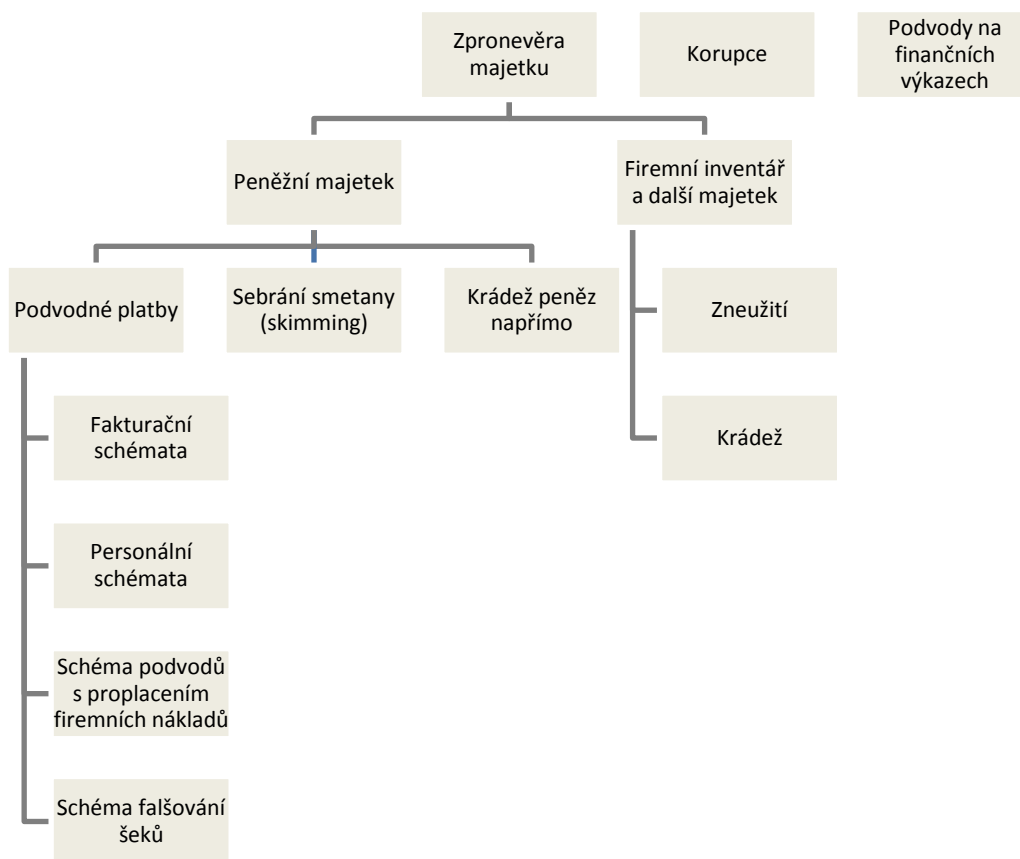 Zpronevěra
majetku
Korupce
Podvody na
finančních
výkazech
Peněžní majetek
Firemní inventář
a další majetek
Podvodné platby
Sebrání smetany
(skimming)
Krádež peněz
napřímo
Zneužití
Fakturační
schémata
Krádež
Personální
schémata
Schéma podvodů
s proplacením
firemních nákladů
Schéma falšování
šeků